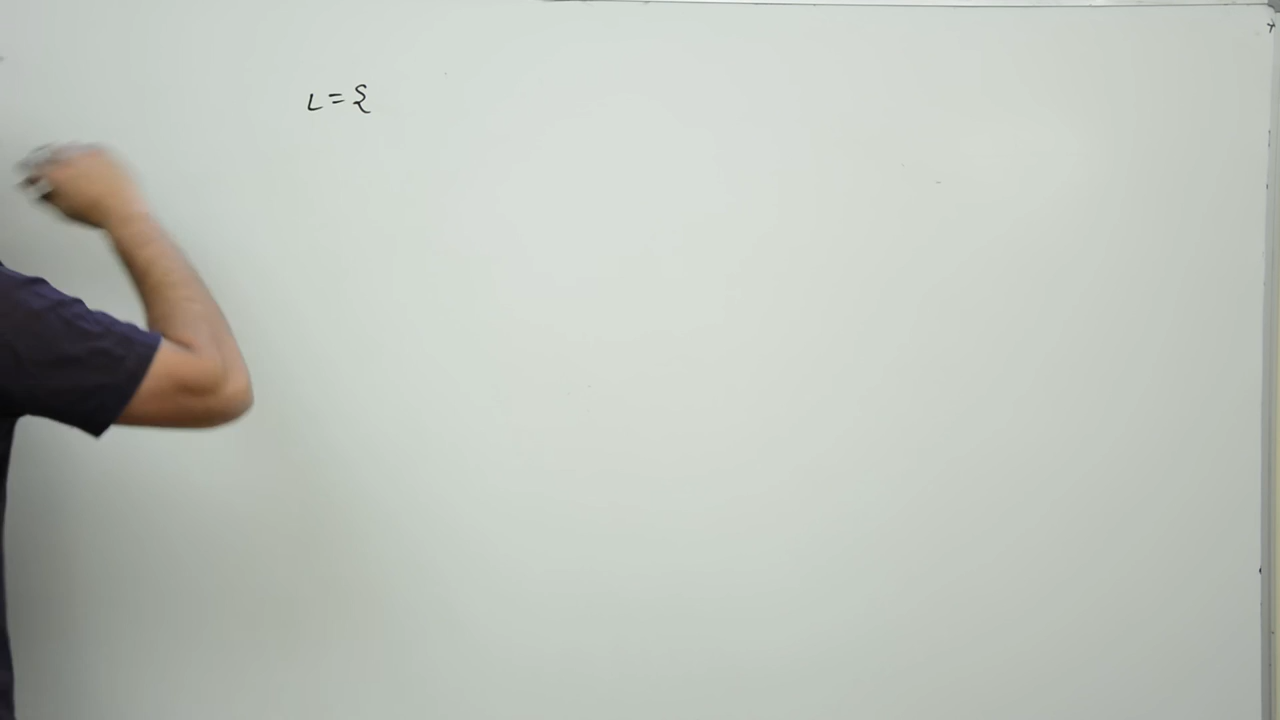 L = {